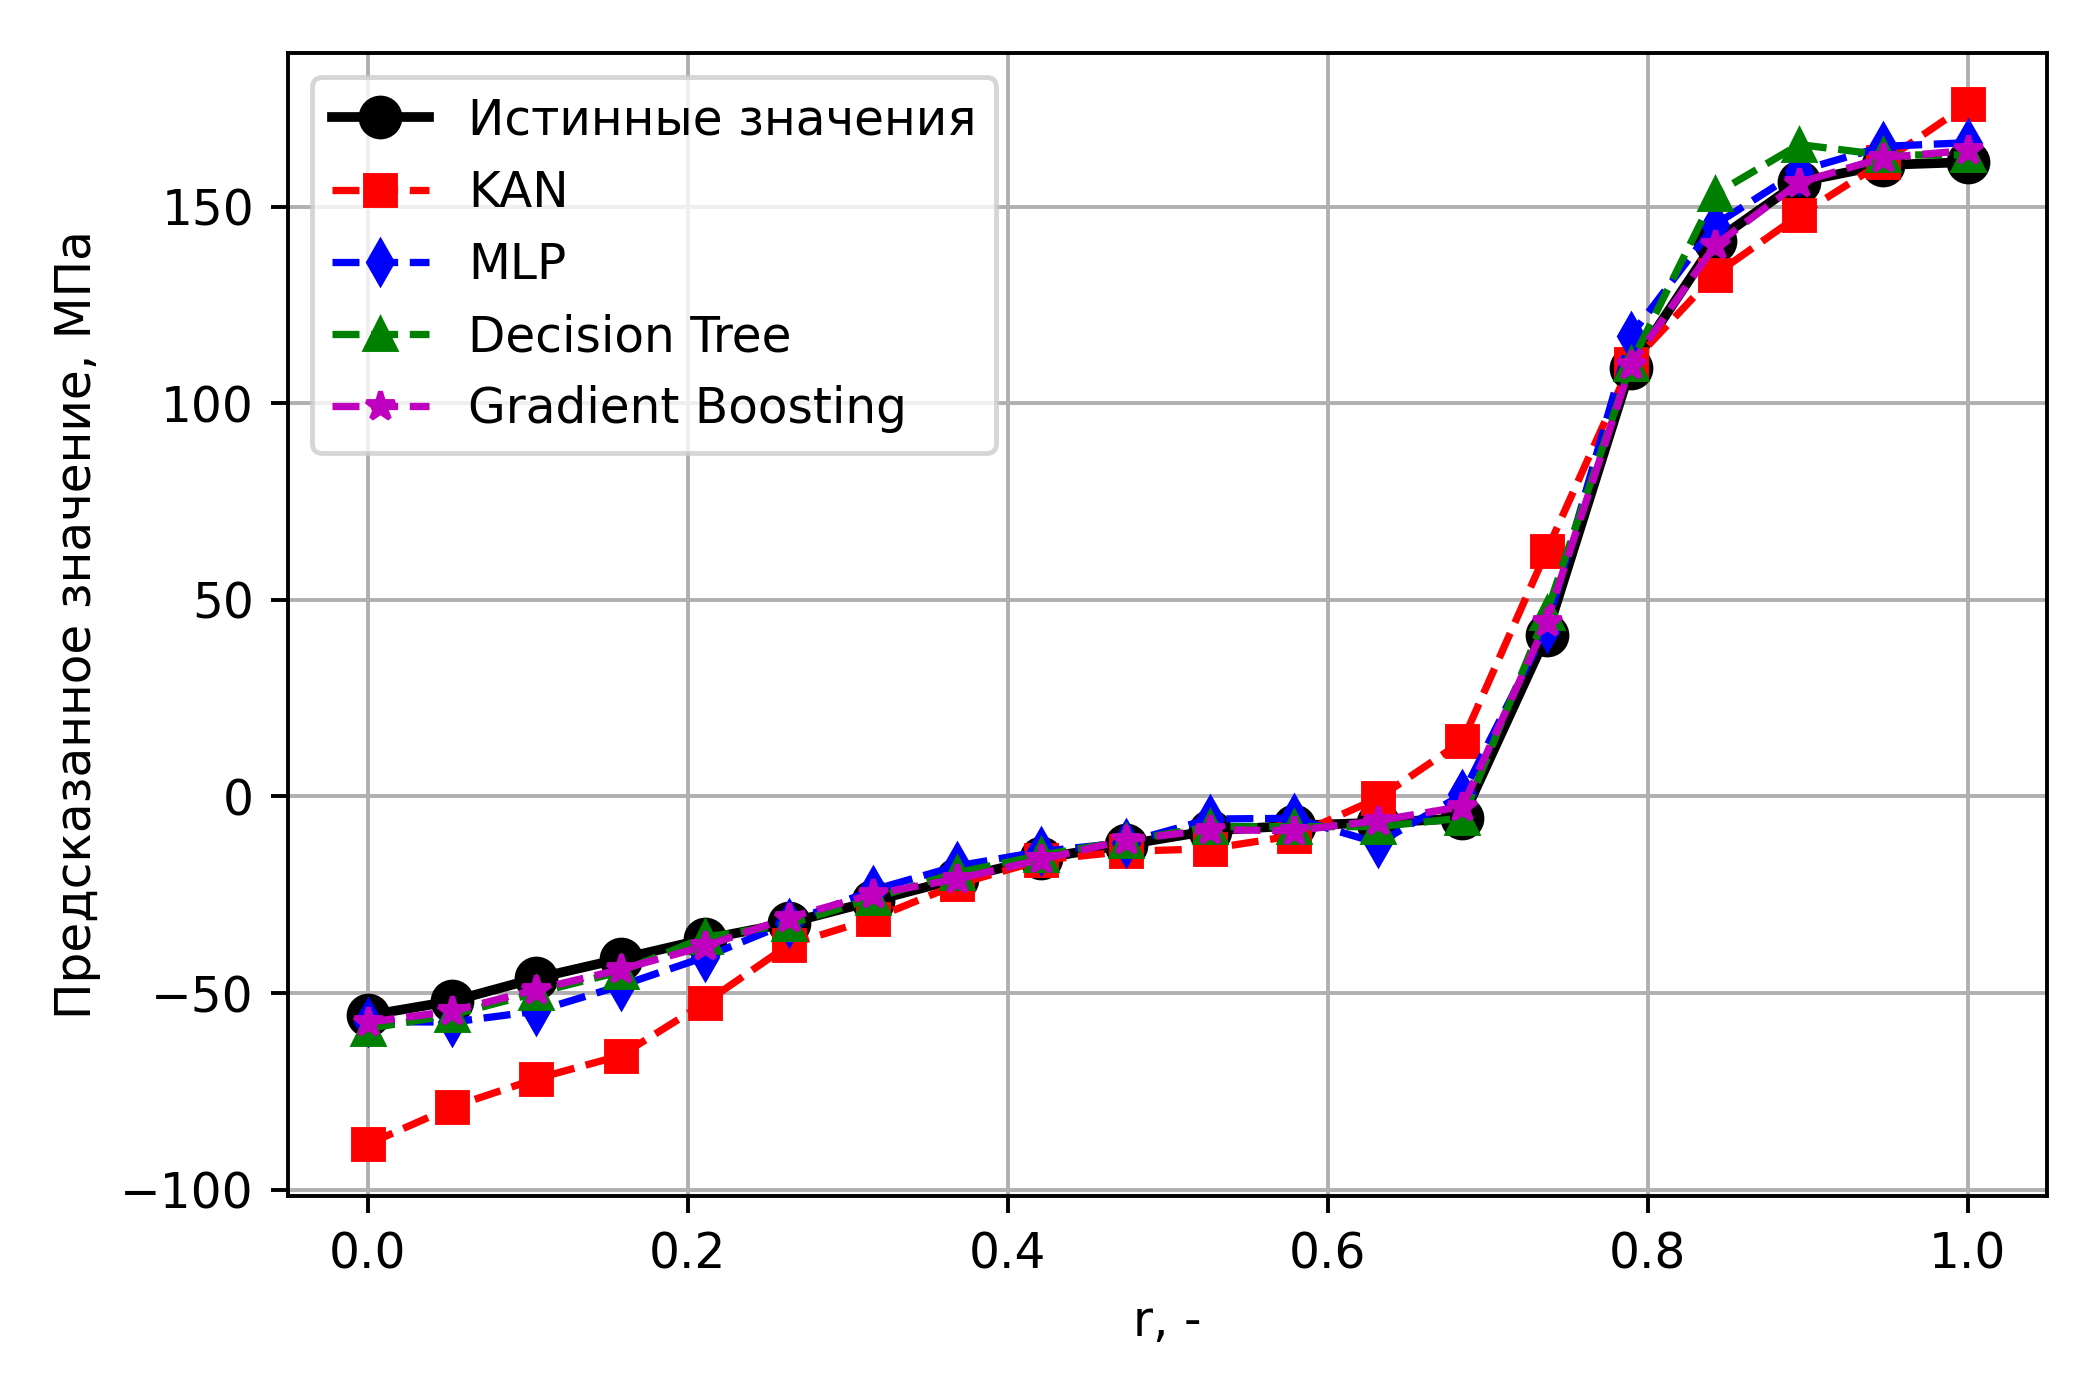 Истинные значения
KAN
MLP
Decision Tree
Gradient Boosting
Предсказанное значение, МПа
150
100
50
0
−50
−100
0.0 0.2 0.4 0.6 0.8 1.0
r, -